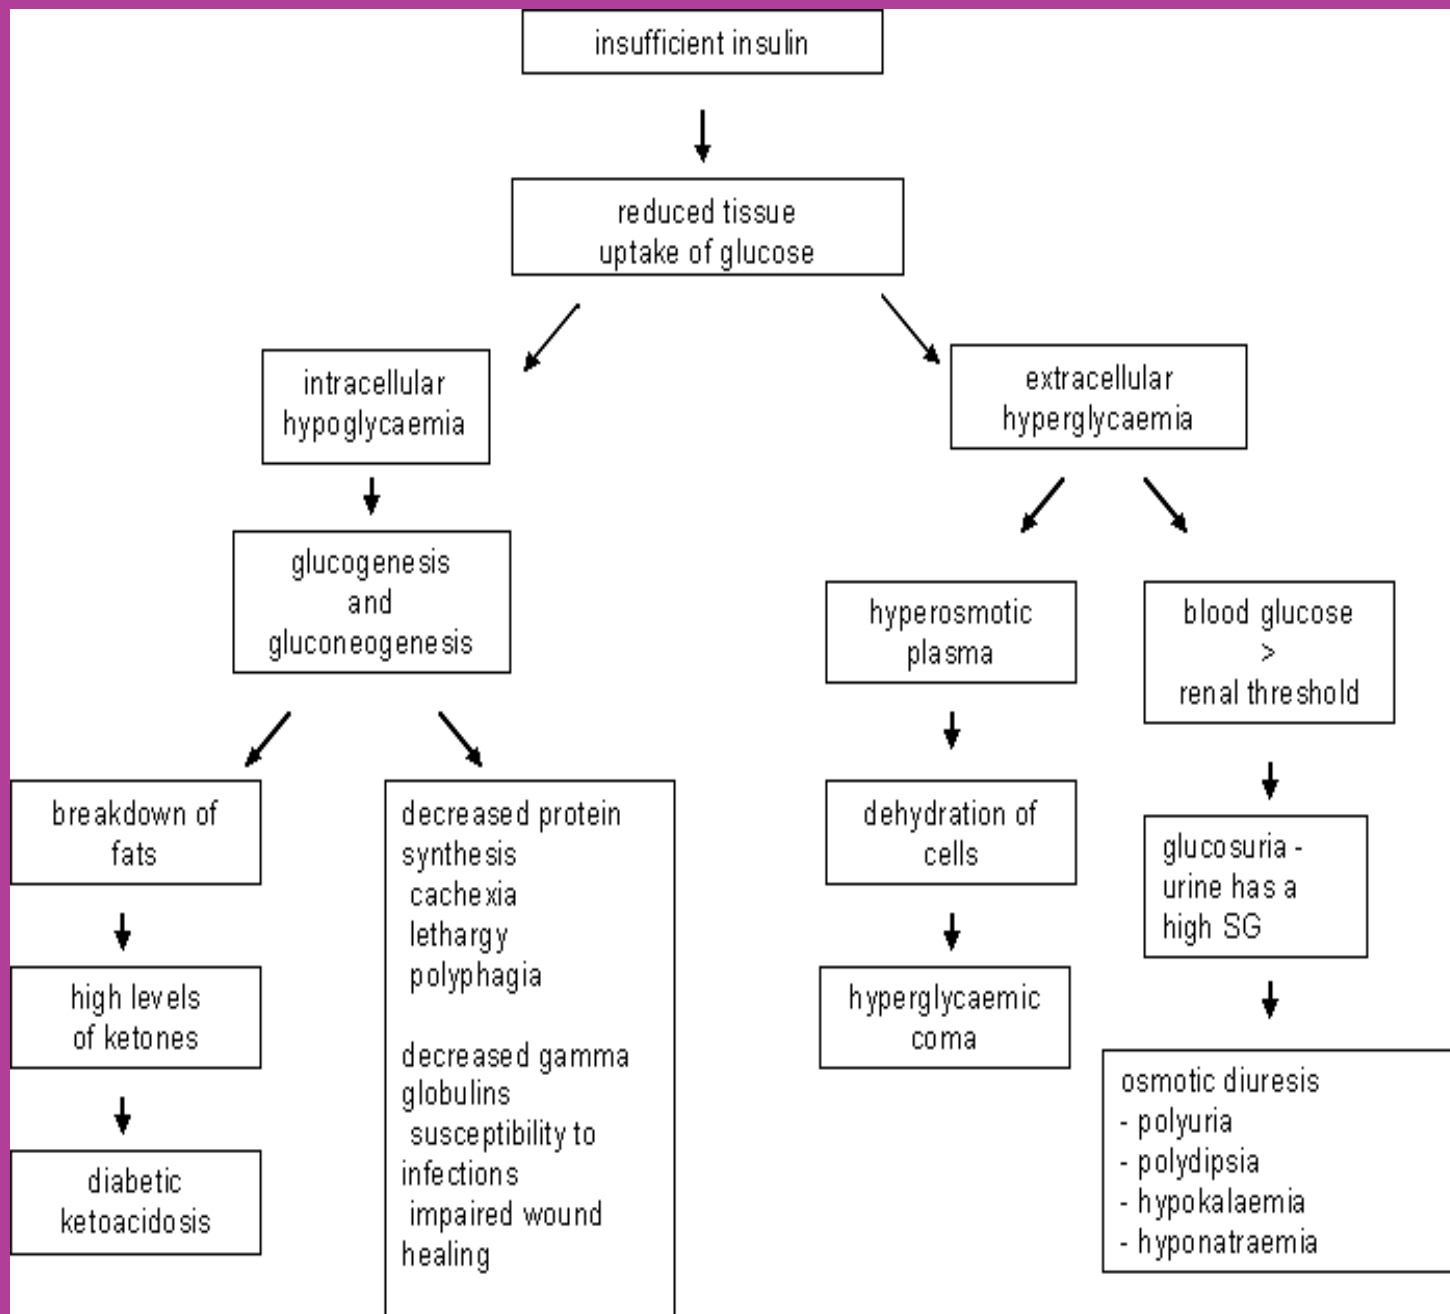 insufficient insulin
reduced tissue
uptake of glucose
intracellular
hypoglycaemia
extracellular
hyperglycaemia
glucogenesis
and
gluconeogenesis
hyperosmotic
plasma
blood glucose
>
renal threshold
breakdown of
fats
decreased protein
synthesis
cachexia
lethargy
polyphagia
decreased gamma
globulins
susceptibility to
infections
impaired wound
healing
dehydration of
cells
glucosuria -
urine has a
high SG
high levels
of ketones
hyperglycaemic
coma
osmotic diuresis
- polyuria
- polydipsia
- hypokalaemia
- hyponatraemia
diabetic
ketoacidosis